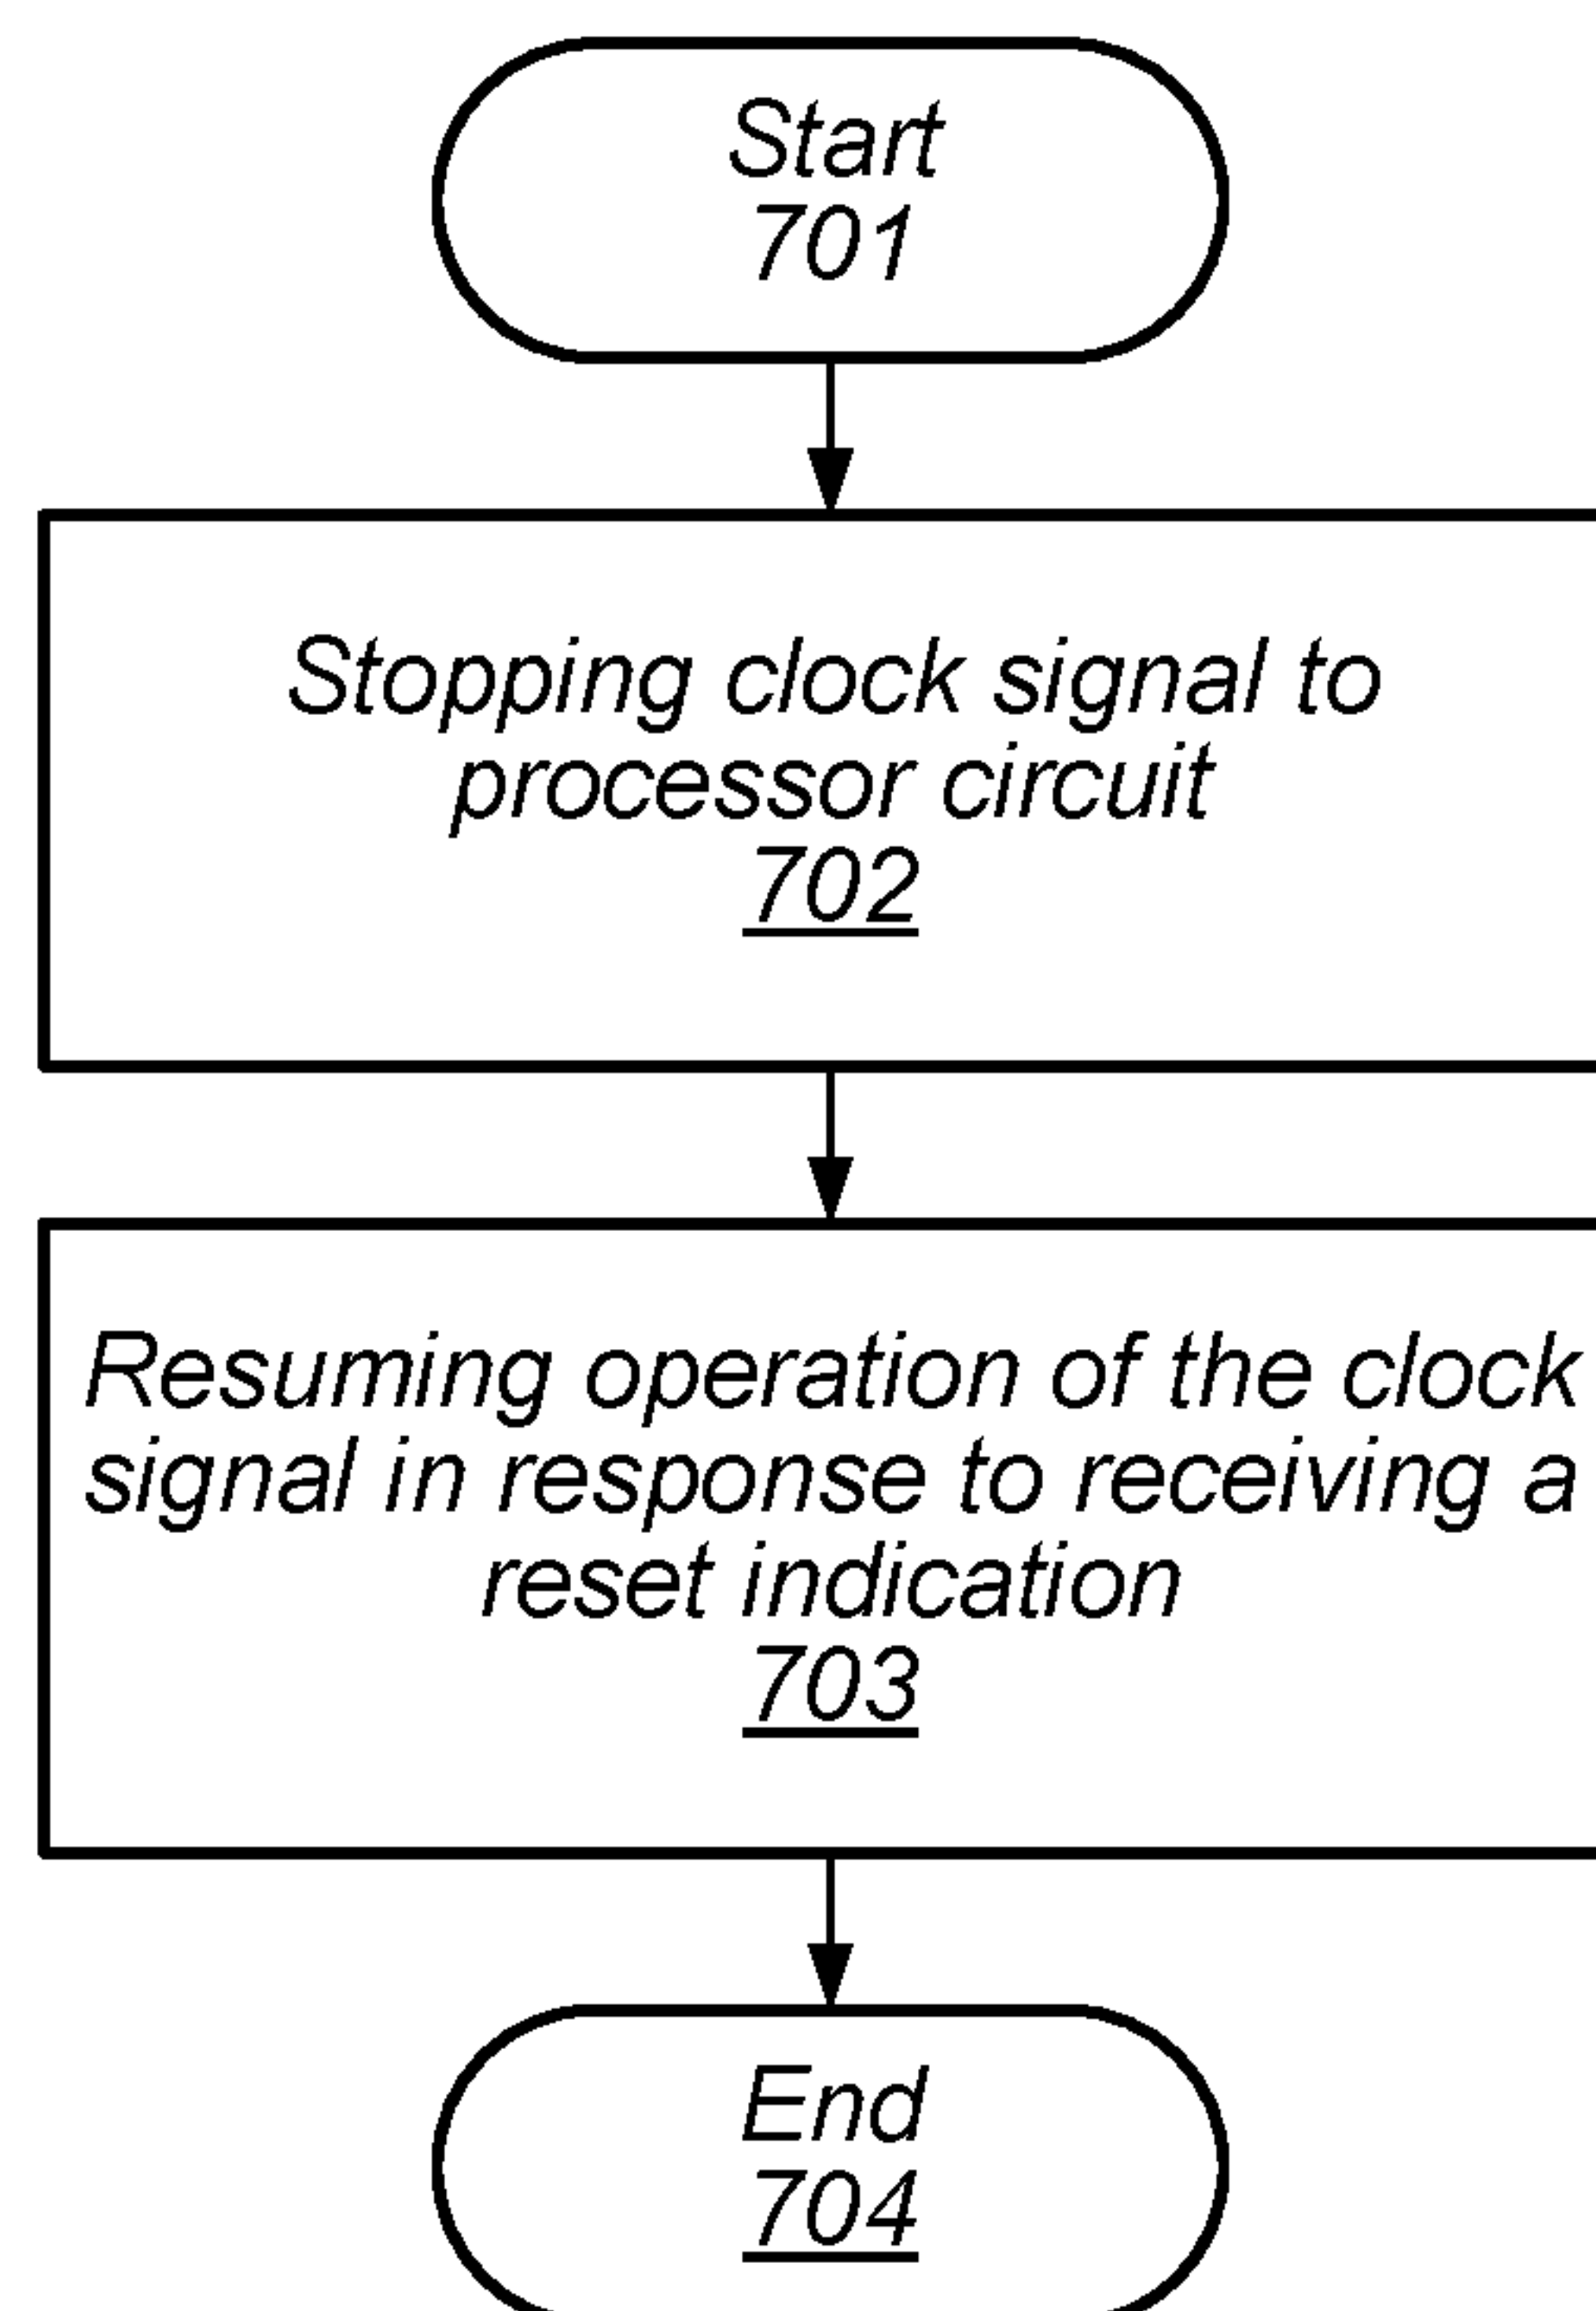 Start
701
Stopping clock signal to
processor circuit
702
Resuming operation of the clock
signal in response to receiving a
reset indication
703
End
704